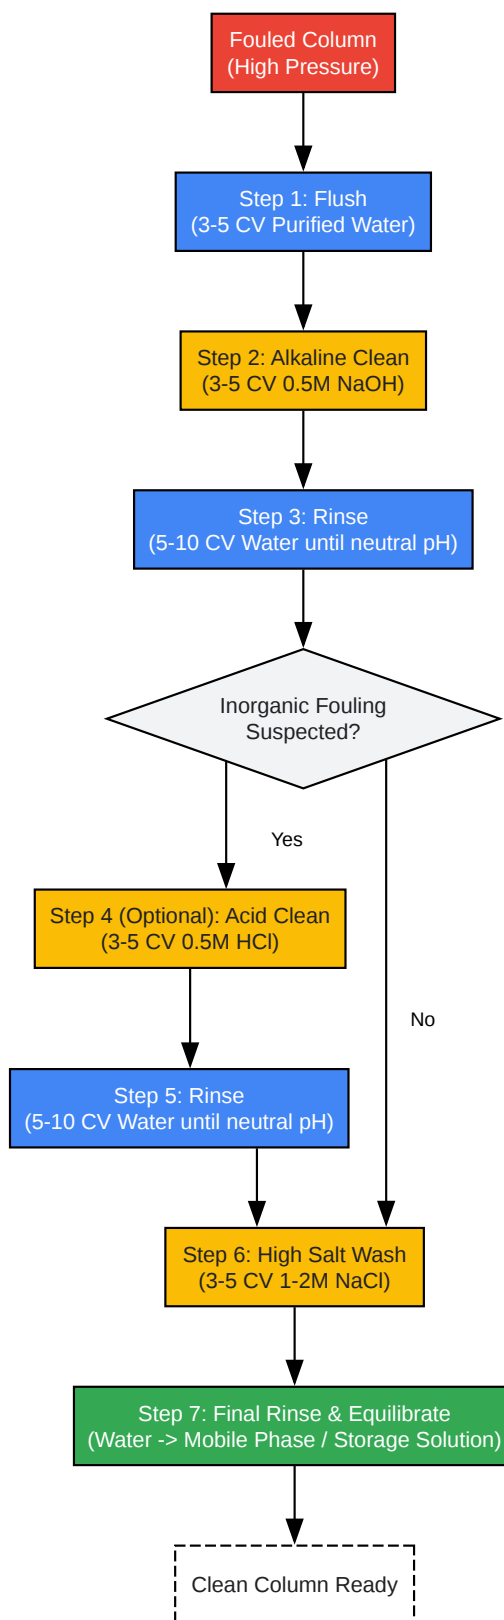 Fouled Column
(High Pressure)
Step 1: Flush
(3-5 CV Purified Water)
Step 2: Alkaline Clean
(3-5 CV 0.5M NaOH)
Step 3: Rinse
(5-10 CV Water until neutral pH)
Inorganic Fouling
Suspected?
Yes
Step 4 (Optional): Acid Clean
(3-5 CV 0.5M HCl)
No
Step 5: Rinse
(5-10 CV Water until neutral pH)
Step 6: High Salt Wash
(3-5 CV 1-2M NaCl)
Step 7: Final Rinse & Equilibrate
(Water -> Mobile Phase / Storage Solution)
Clean Column Ready